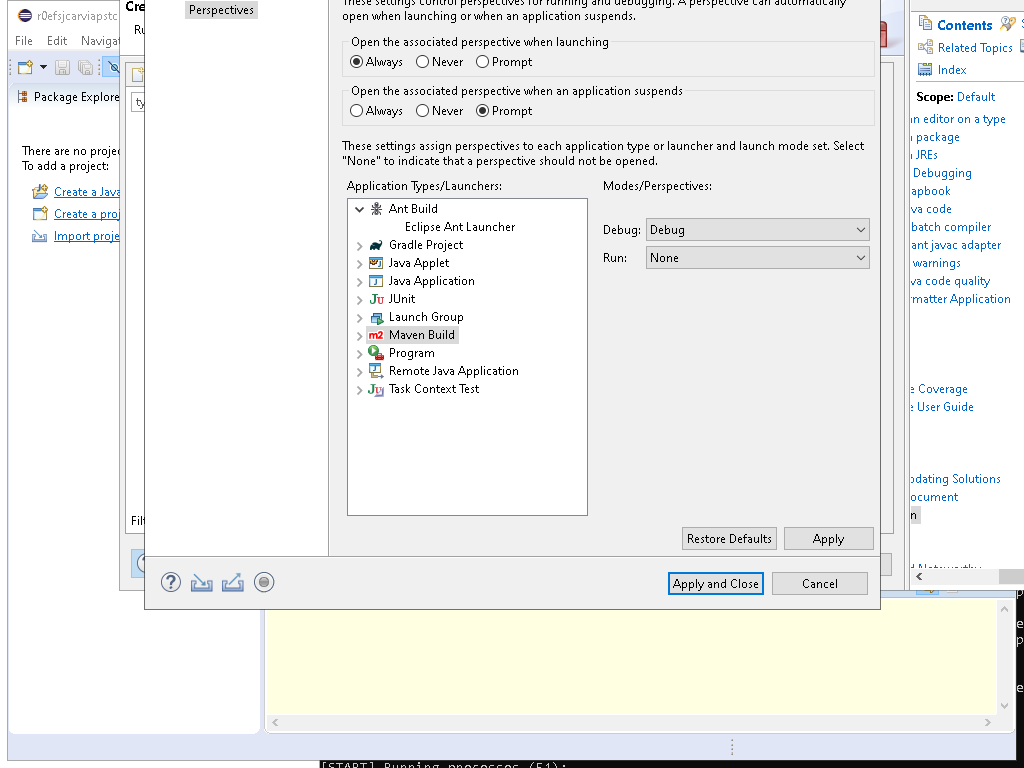 r0efsjcarviapstc
File Edit Navigat
Package Explore
There are no projec
To add a project:
Create a Java
Create a proj
Import proje
Cre
Perspectives
These settings control perspectives for running and debugging. A perspective can automatically
open when launching or when an application suspends.
Open the associated perspective when launching
Always Never Prompt
Open the associated perspective when an application suspends
Always Never Prompt
These settings assign perspectives to each application type or launcher and launch mode set. Select
"None" to indicate that a perspective should not be opened.
Application Types/Launchers:
Modes/Perspectives:
Ant Build
Eclipse Ant Launcher
Gradle Project
Java Applet
Java Application
JUnit
Launch Group
Maven Build
Program
Remote Java Application
Task Context Test
Debug: Debug
Run: None
Restore Defaults
Apply
Apply and Close
Cancel
Contents
Related Topics
Index
Scope: Default
n editor on a type
package
JREs
Debugging
apbook
va code
batch compiler
ant javac adapter
warnings
va code quality
rmatter Application
e Coverage
e User Guide
dating Solutions
ocument
n
[START] Running processes (51):